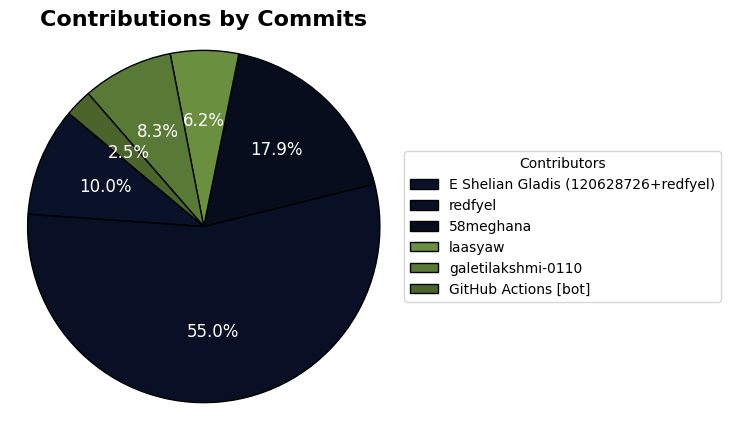 Contributions by Commits
6.2%
8.3%
17.9%
2.5%
10.0%
55.0%
Contributors
E Shelian Gladis (120628726+redfyel)
redfyel
58meghana
laasyaw
galetilakshmi-0110
GitHub Actions [bot]